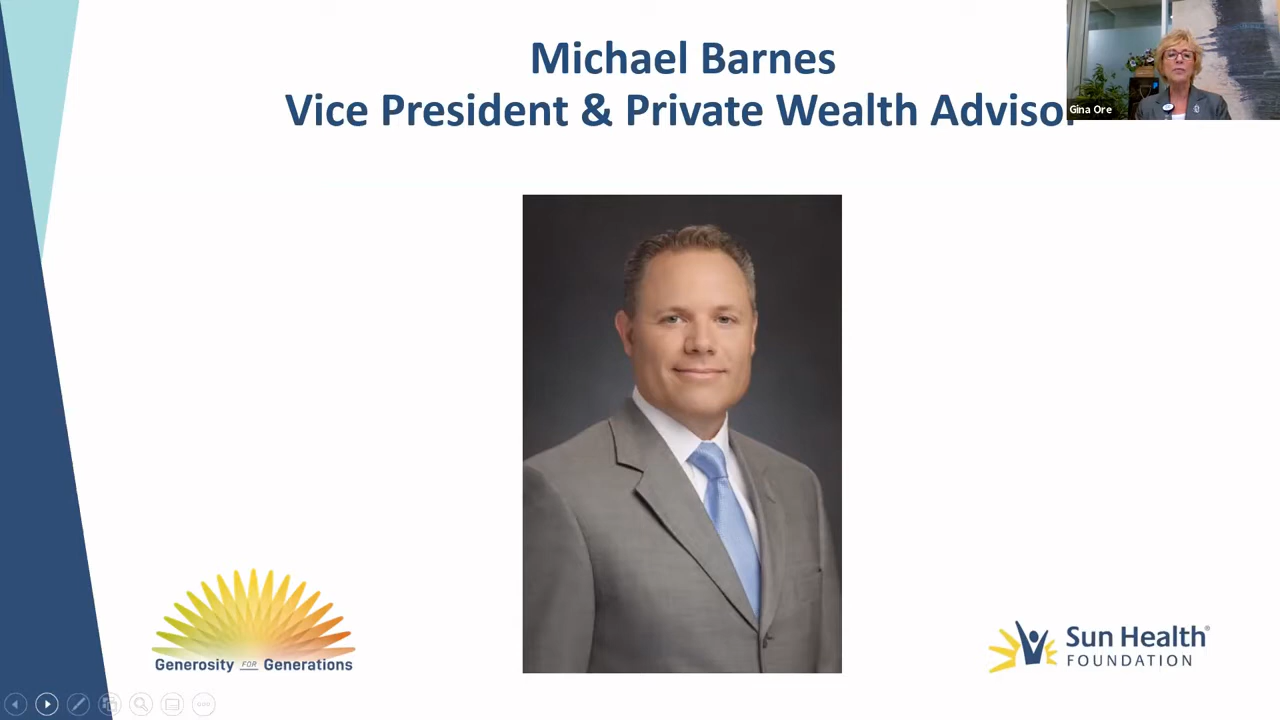 Michael Barnes
Vice President & Private Wealth Advisor
Gina Ore
Generosity FOR Generations
Sun Health®
FOUNDATION